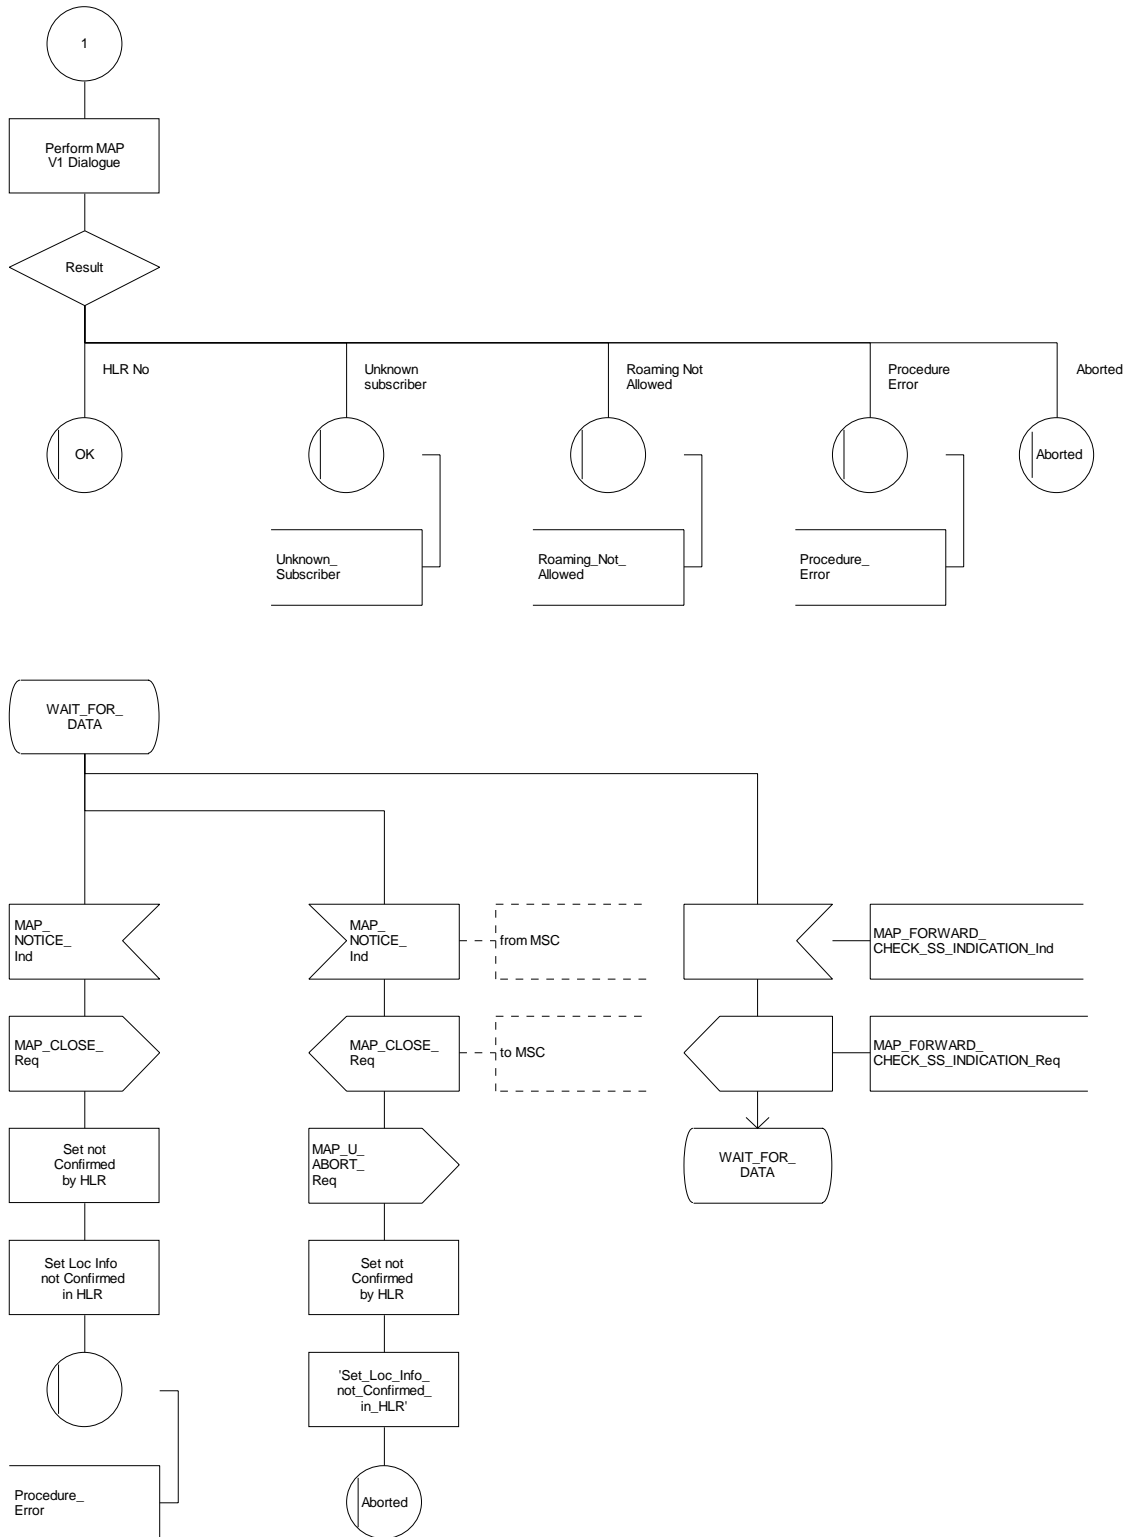 1
Perform MAP
V1 Dialogue
Result
HLR No
Unknown
subscriber
Roaming Not
Allowed
Procedure
Error
Aborted
OK
Aborted
Unknown_
Subscriber
Roaming_Not_
Allowed
Procedure_
Error
WAIT_FOR_
DATA
MAP_
NOTICE_
Ind
MAP_
NOTICE_
Ind
from MSC
MAP_FORWARD_
CHECK_SS_INDICATION_Ind
MAP_CLOSE_
Req
MAP_CLOSE_
Req
to MSC
MAP_F0RWARD_
CHECK_SS_INDICATION_Req
Set not
Confirmed
by HLR
MAP_U_
ABORT_
Req
WAIT_FOR_
DATA
Set Loc Info
not Confirmed
in HLR
Set not
Confirmed
by HLR
'Set_Loc_Info_
not_Confirmed_
in_HLR'
Procedure_
Error
Aborted